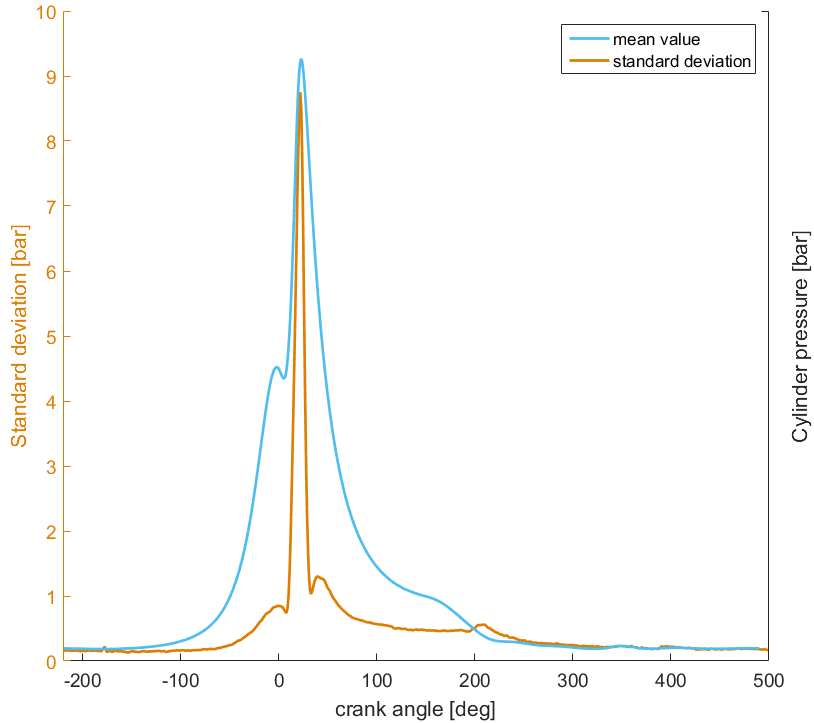 10
9
8
7
6
5
4
3
2
1
0
Standard deviation [bar]
mean value
standard deviation
Cylinder pressure [bar]
-200 -100 0 100 200 300 400 500
crank angle [deg]